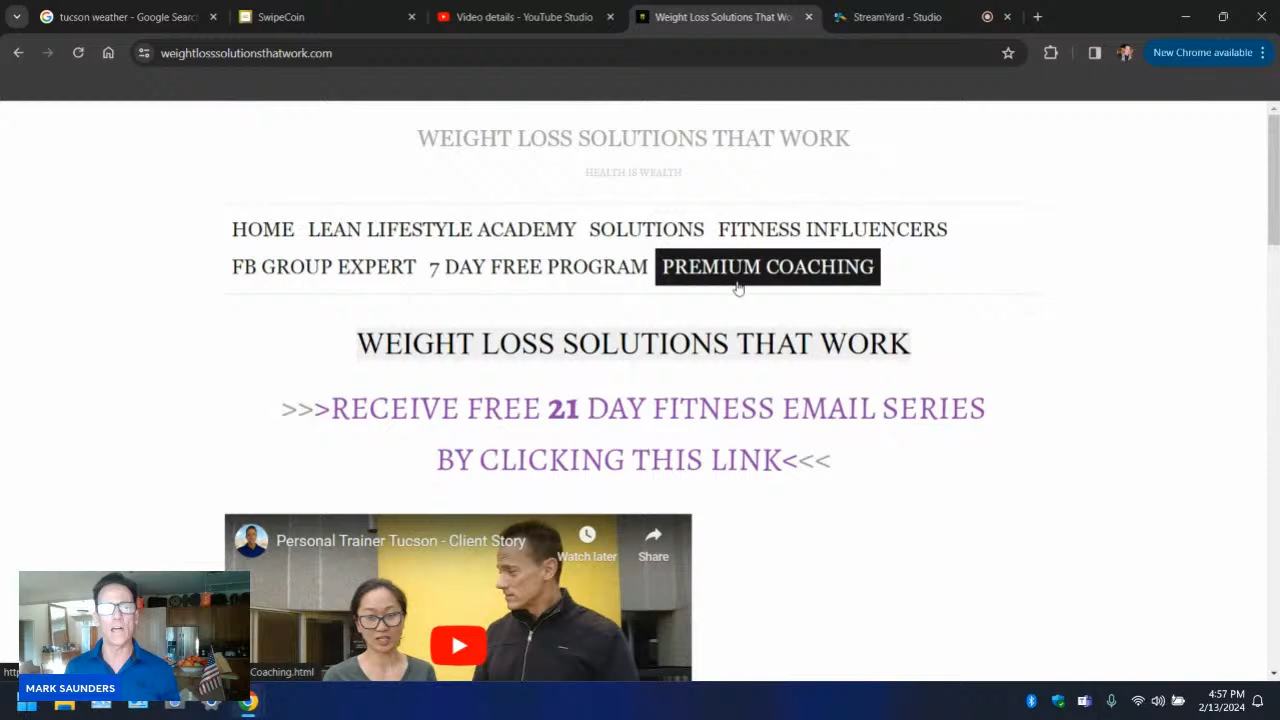 tucson weather - Google Searc
SwipeCoin
Video details - YouTube Studio
Weight Loss Solutions That Wo
StreamYard - Studio
weightlosssolutionsthatwork.com
New Chrome available
WEIGHT LOSS SOLUTIONS THAT WORK
HEALTH IS WEALTH
HOME LEAN LIFESTYLE ACADEMY SOLUTIONS FITNESS INFLUENCERS
FB GROUP EXPERT 7 DAY FREE PROGRAM PREMIUM COACHING
WEIGHT LOSS SOLUTIONS THAT WORK
>>>RECEIVE FREE 21 DAY FITNESS EMAIL SERIES
BY CLICKING THIS LINK<<<
Personal Trainer Tucson - Client Story
Watch later
Share
htt
Coaching.html
MARK SAUNDERS
4:57 PM
2/13/2024